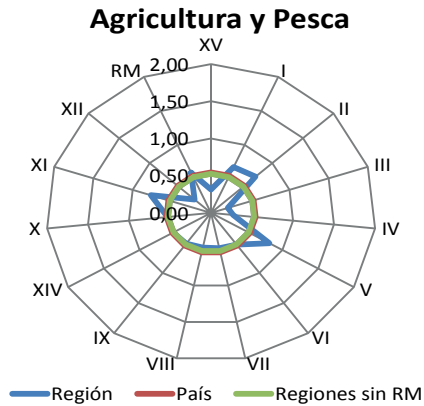 Agricultura y Pesca
XV
2,00
RM
I
XII
1,50
II
1,00
XI
III
0,50
0,00
X
IV
XIV
V
IX
VI
VIII
VII
Región
País
Regiones sin RM